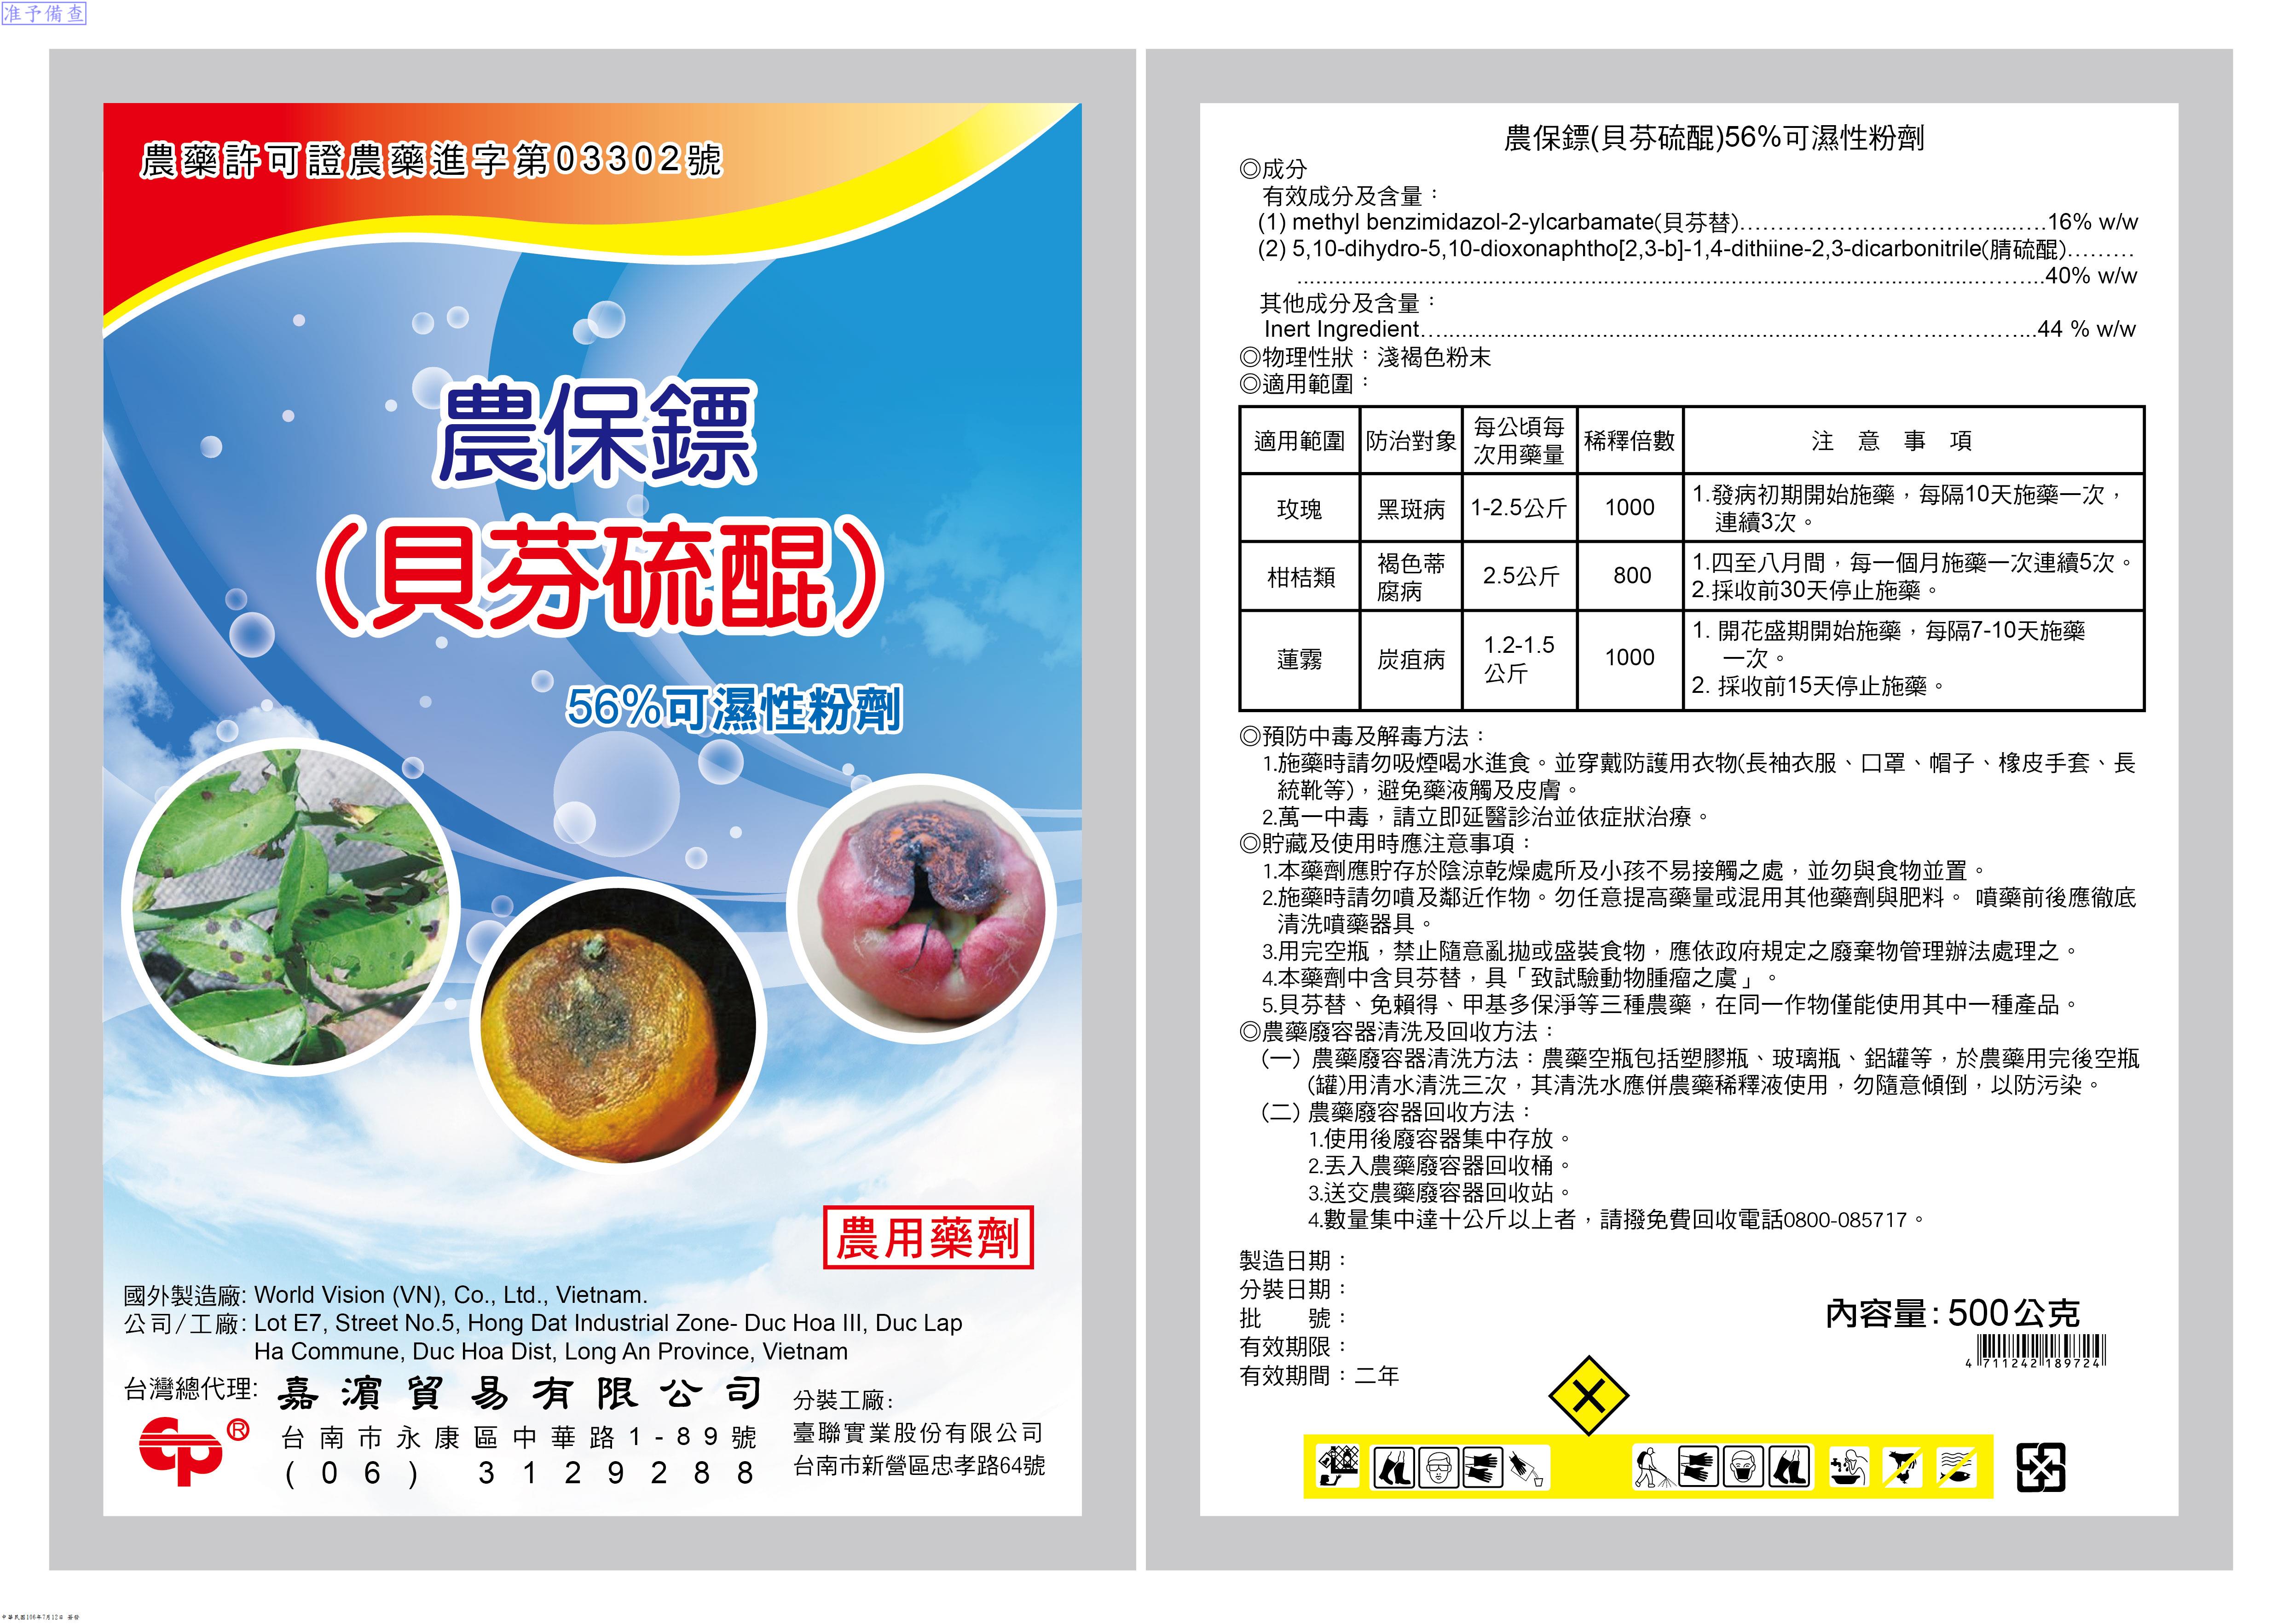 准予備查
農藥許可證農藥進字第03302號
農保鏢
(貝芬硫醌)
56%可濕性粉劑
農用藥劑
國外製造廠: World Vision (VN), Co., Ltd., Vietnam.
公司/工廠: Lot E7, Street No.5, Hong Dat Industrial Zone- Duc Hoa III, Duc Lap
Ha Commune, Duc Hoa Dist, Long An Province, Vietnam
台灣總代理: 嘉濱貿易有限公司
台南市永康區中華路1-89號
(06) 3129288
CP®
分裝工廠:
臺聯實業股份有限公司
台南市新營區忠孝路64號
農保鏢(貝芬硫醌)56%可濕性粉劑
◎成分
有效成分及含量：
(1) methyl benzimidazol-2-ylcarbamate(貝芬替)……………………………......….16% w/w
(2) 5,10-dihydro-5,10-dioxonaphtho[2,3-b]-1,4-dithiine-2,3-dicarbonitrile(腈硫醌)………
...........................................................................................................………..40% w/w
其他成分及含量：
Inert Ingredient…..............................................................……………………...44 % w/w
◎物理性狀：淺褐色粉末
◎適用範圍：
適用範圍 防治對象 每公頃每次用藥量 稀釋倍數 注意事項
玫瑰 黑斑病 1-2.5公斤 1000 1.發病初期開始施藥，每隔10天施藥一次，
連續3次。
柑桔類 褐色蒂腐病 2.5公斤 800 1.四至八月間，每一個月施藥一次連續5次。
2.採收前30天停止施藥。
蓮霧 炭疽病 1.2-1.5公斤 1000 1. 開花盛期開始施藥，每隔7-10天施藥
一次。
2. 採收前15天停止施藥。
◎預防中毒及解毒方法：
1.施藥時請勿吸煙喝水進食。並穿戴防護用衣物(長袖衣服、口罩、帽子、橡皮手套、長
統靴等)，避免藥液觸及皮膚。
2.萬一中毒，請立即延醫診治並依症狀治療。
◎貯藏及使用時應注意事項：
1.本藥劑應貯存於陰涼乾燥處所及小孩不易接觸之處，並勿與食物並置。
2.施藥時請勿噴及鄰近作物。勿任意提高藥量或混用其他藥劑與肥料。 噴藥前後應徹底
清洗噴藥器具。
3.用完空瓶，禁止隨意亂拋或盛裝食物，應依政府規定之廢棄物管理辦法處理之。
4.本藥劑中含貝芬替，具「致試驗動物腫瘤之虞」。
5.貝芬替、免賴得、甲基多保淨等三種農藥，在同一作物僅能使用其中一種產品。
◎農藥廢容器清洗及回收方法：
(一) 農藥廢容器清洗方法：農藥空瓶包括塑膠瓶、玻璃瓶、鋁罐等，於農藥用完後空瓶
(罐)用清水清洗三次，其清洗水應併農藥稀釋液使用，勿隨意傾倒，以防污染。
(二) 農藥廢容器回收方法：
1.使用後廢容器集中存放。
2.丟入農藥廢容器回收桶。
3.送交農藥廢容器回收站。
4.數量集中達十公斤以上者，請撥免費回收電話0800-085717。
製造日期：
分裝日期：
批　　號：
有效期限：
有效期間：二年
內容量: 500公克
4 711242 189724
中華民國106年7月12日 簽發